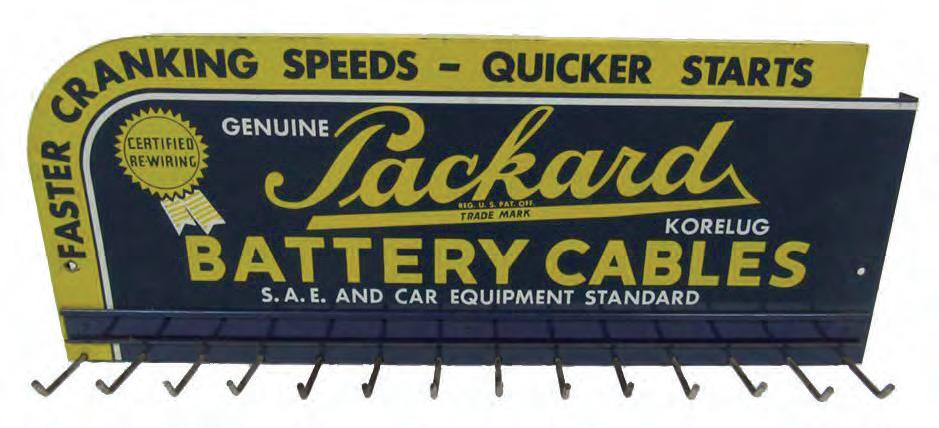 FASTER CRANKING SPEEDS - QUICKER STARTS
CERTIFIED
RE-WIRING
GENUINE Packard
REG. U.S. PAT. OFF.
TRADE MARK
KORELUG
BATTERY CABLES
S.A.E. AND CAR EQUIPMENT STANDARD